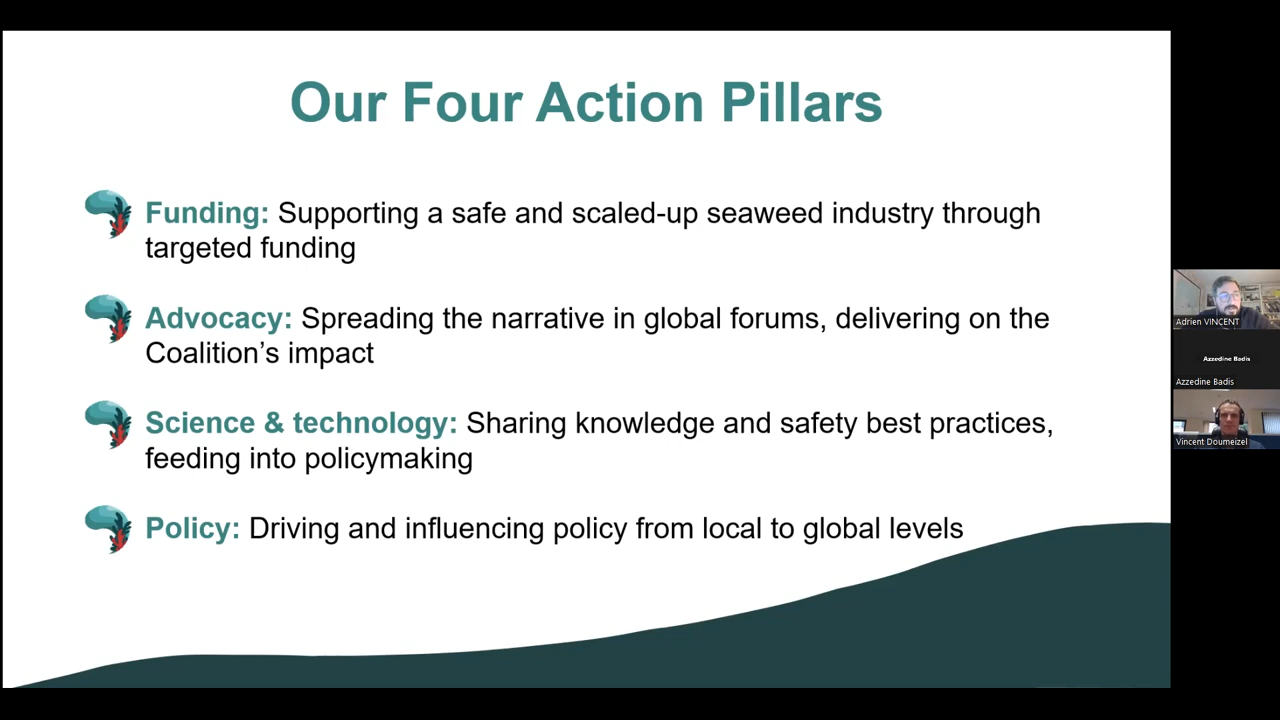 Our Four Action Pillars
Funding: Supporting a safe and scaled-up seaweed industry through
targeted funding
Advocacy: Spreading the narrative in global forums, delivering on the
Coalition’s impact
Science & technology: Sharing knowledge and safety best practices,
feeding into policymaking
Policy: Driving and influencing policy from local to global levels
Adrien VINCENT
Azzedine Badis
Azzedine Badis
Vincent Doumeizel